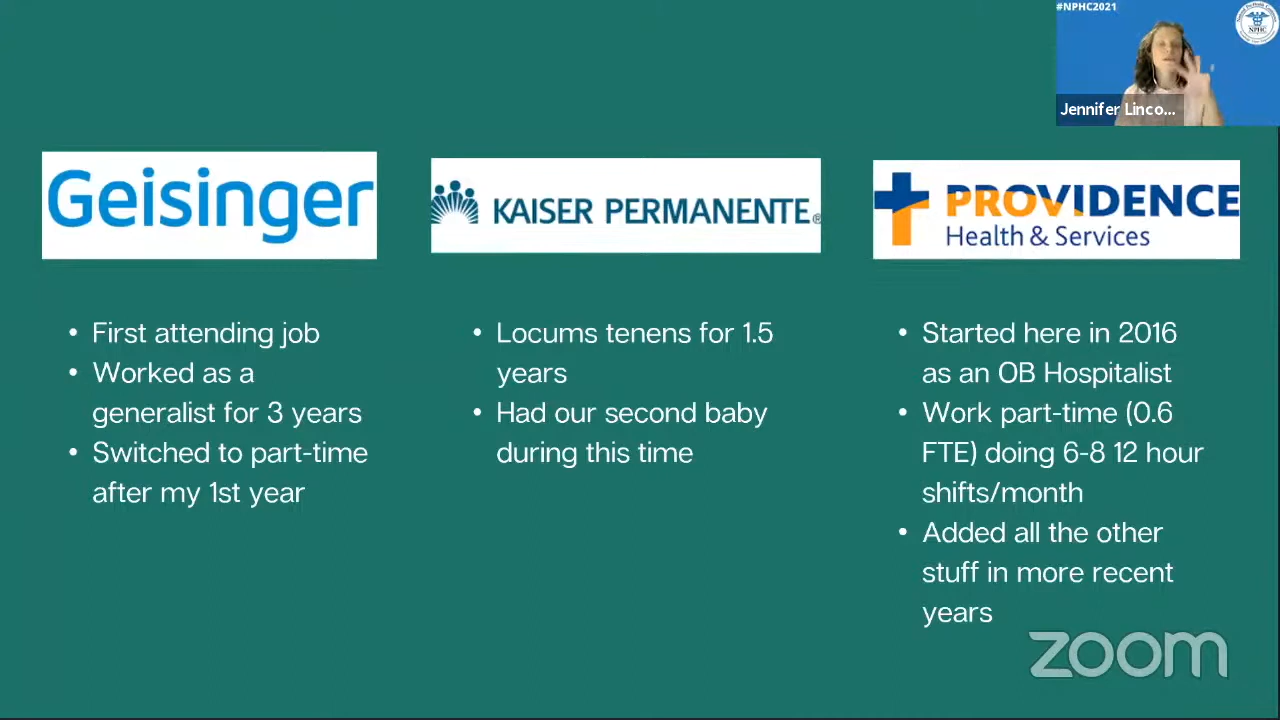 #NPHC2021
NPHC
Jennifer Linco...
Geisinger
KAISER PERMANENTE®
PROVIDENCE
Health & Services
• First attending job
• Worked as a
generalist for 3 years
• Switched to part-time
after my 1st year
• Locums tenens for 1.5
years
• Had our second baby
during this time
• Started here in 2016
as an OB Hospitalist
• Work part-time (0.6
FTE) doing 6-8 12 hour
shifts/month
• Added all the other
stuff in more recent
years
zoom